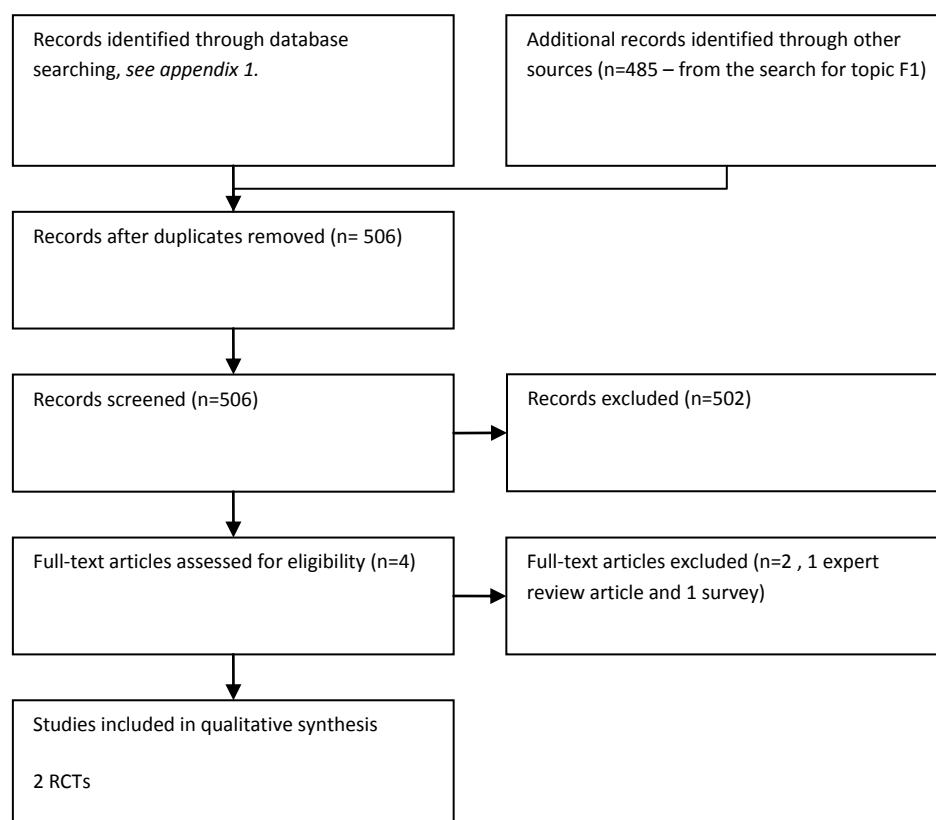 Records identified through database
searching, see appendix 1.
Additional records identified through other
sources (n=485 – from the search for topic F1)
Records after duplicates removed (n= 506)
Records screened (n=506)
Records excluded (n=502)
Full-text articles assessed for eligibility (n=4)
Full-text articles excluded (n=2 , 1 expert
review article and 1 survey)
Studies included in qualitative synthesis
2 RCTs